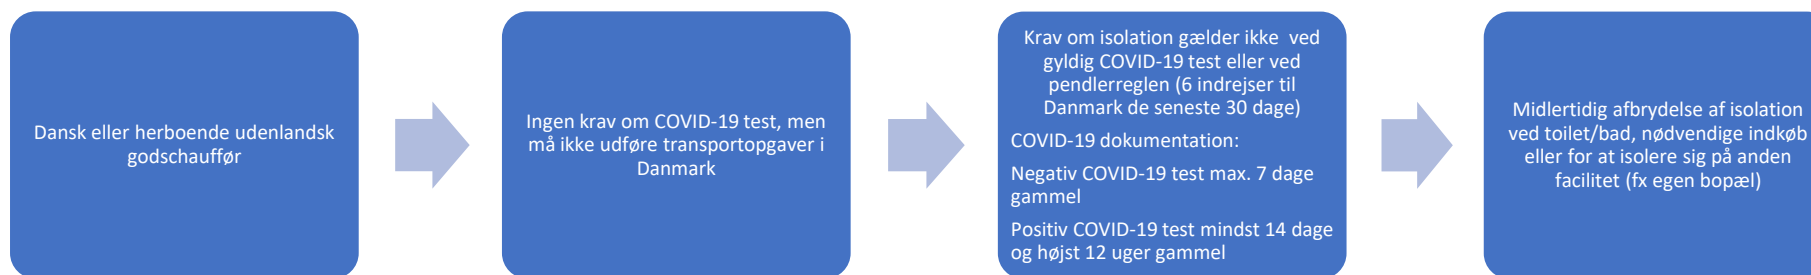 Dansk eller herboende udenlandsk
godschauffør
Ingen krav om COVID-19 test, men
må ikke udføre transportopgaver i
Danmark
Krav om isolation gælder ikke ved
gyldig COVID-19 test eller ved
pendlerreglen (6 indrejser til
Danmark de seneste 30 dage)
COVID-19 dokumentation:
Negativ COVID-19 test max. 7 dage
gammel
Positiv COVID-19 test mindst 14 dage
og højst 12 uger gammel
Midlertidig afbrydelse af isolation
ved toilet/bad, nødvendige indkøb
eller for at isolere sig på anden
facilitet (fx egen bopæl)